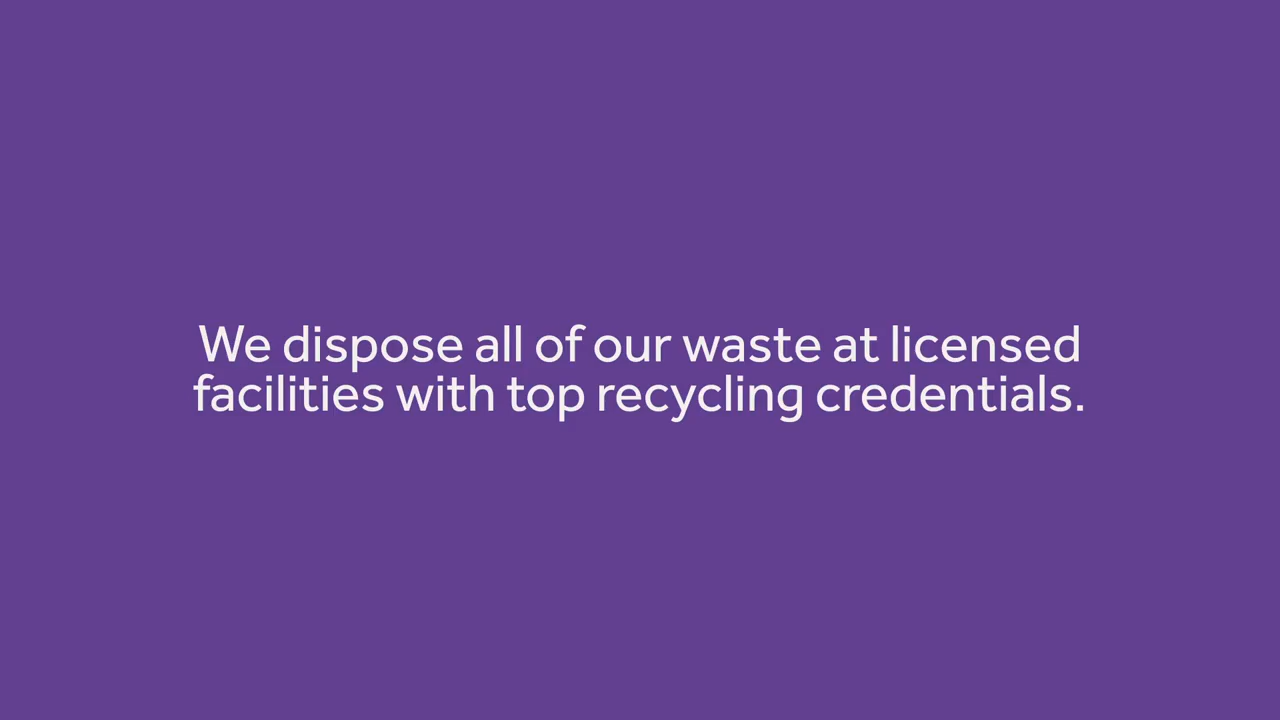 We dispose all of our waste at licensed
facilities with top recycling credentials.